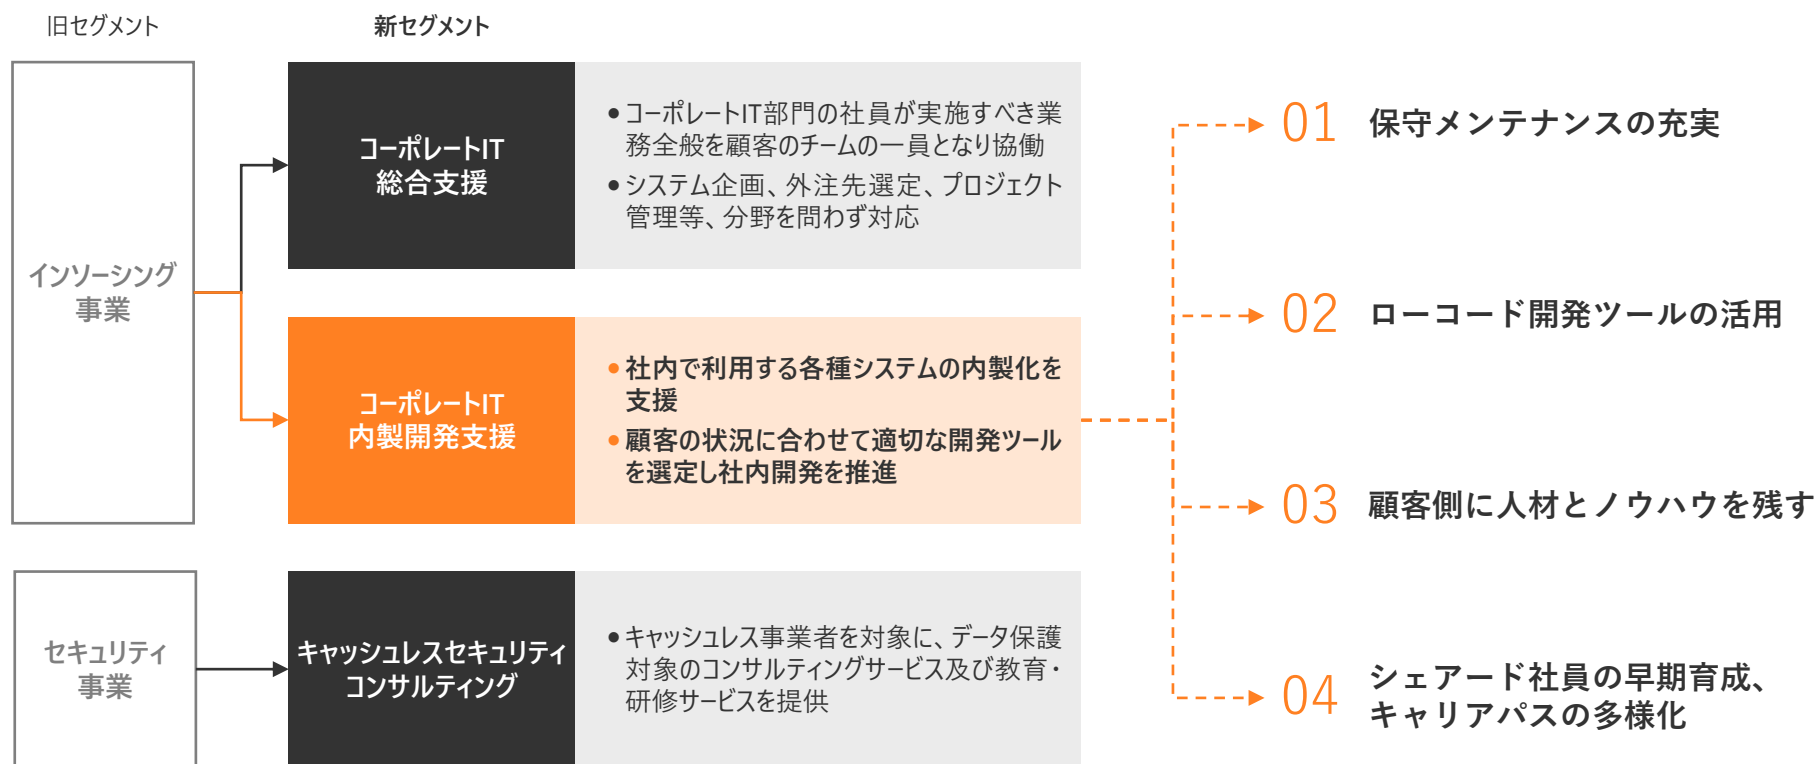 旧セグメント
新セグメント
インソーシング
事業
コーポレートIT
総合支援
●コーポレートIT部門の社員が実施すべき業
務全般を顧客のチームの一員となり協働
●システム企画、外注先選定、プロジェクト
管理等、分野を問わず対応
コーポレートIT
内製開発支援
●社内で利用する各種システムの内製化を
支援
●顧客の状況に合わせて適切な開発ツール
を選定し社内開発を推進
セキュリティ
事業
キャッシュレスセキュリティ
コンサルティング
●キャッシュレス事業者を対象に、データ保護
対象のコンサルティングサービス及び教育・
研修サービスを提供
01 保守メンテナンスの充実
02 ローコード開発ツールの活用
03 顧客側に人材とノウハウを残す
04 シェアード社員の早期育成、
キャリアパスの多様化